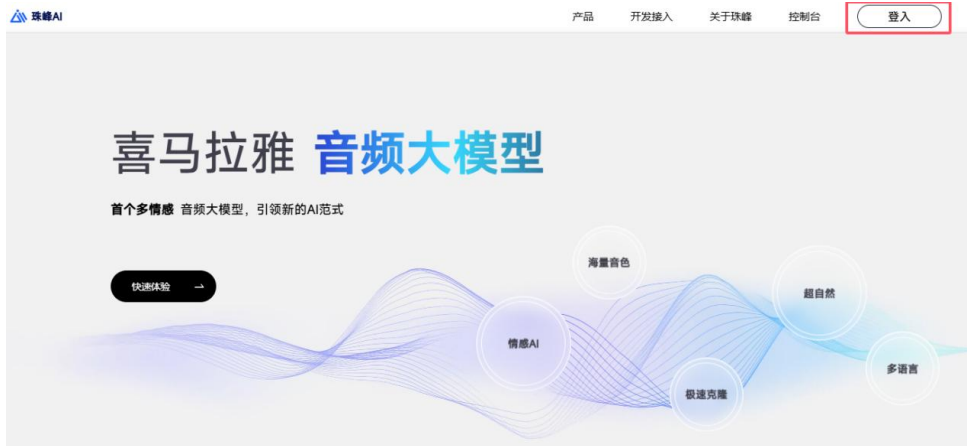 珠峰AI
产品 开发接入 关于珠峰 控制台 登入
喜马拉雅 音频大模型
首个多情感 音频大模型，引领新的AI范式
海量音色
快速体验 →
超自然
情感AI
多语言
极速克隆